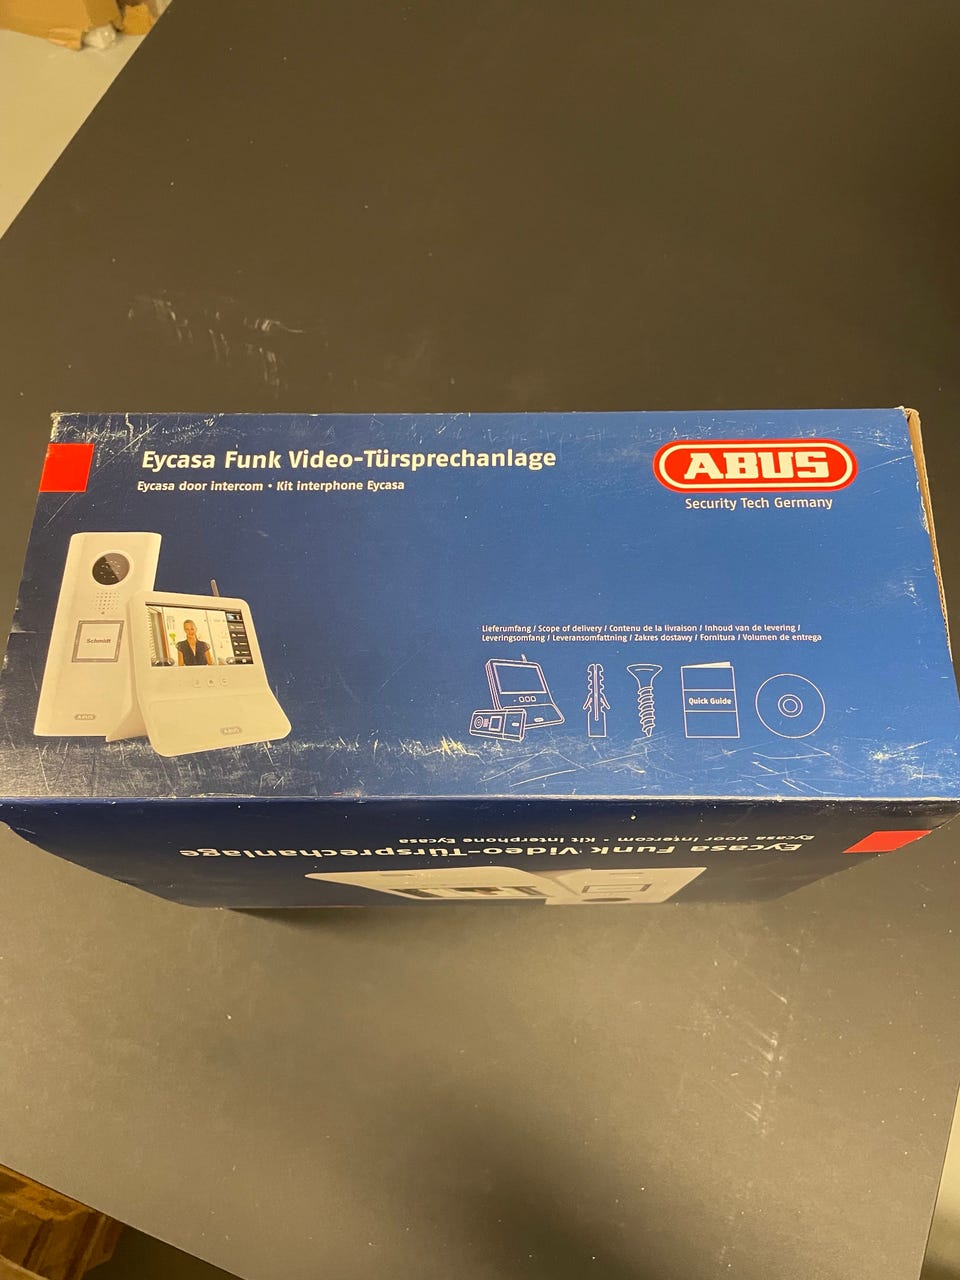 Eycasa Funk Video-Türsprechanlage
Eycasa door intercom • Kit interphone Eycasa
ABUS
Security Tech Germany
Schmidt
ABUS
ABUS
Lieferumfang / Scope of delivery / Contenu de la livraison / Inhoud van de levering /
Leveringsomfang / Leveransomfattning / Zakres dostawy / Fornitura / Volumen de entrega
Quick Guide
Eycasa Funk Video-Türsprechanlage
Eycasa door intercom • Kit interphone Eycasa